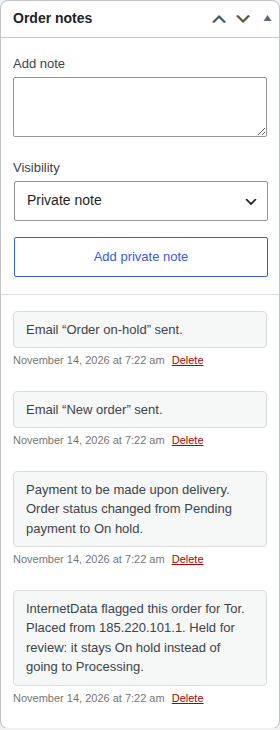 Order notes
Add note
Visibility
Private note
Add private note
Email “Order on-hold” sent.
November 14, 2026 at 7:22 am Delete
Email “New order” sent.
November 14, 2026 at 7:22 am Delete
Payment to be made upon delivery.
Order status changed from Pending
payment to On hold.
November 14, 2026 at 7:22 am Delete
InternetData flagged this order for Tor.
Placed from 185.220.101.1. Held for
review: it stays On hold instead of
going to Processing.
November 14, 2026 at 7:22 am Delete